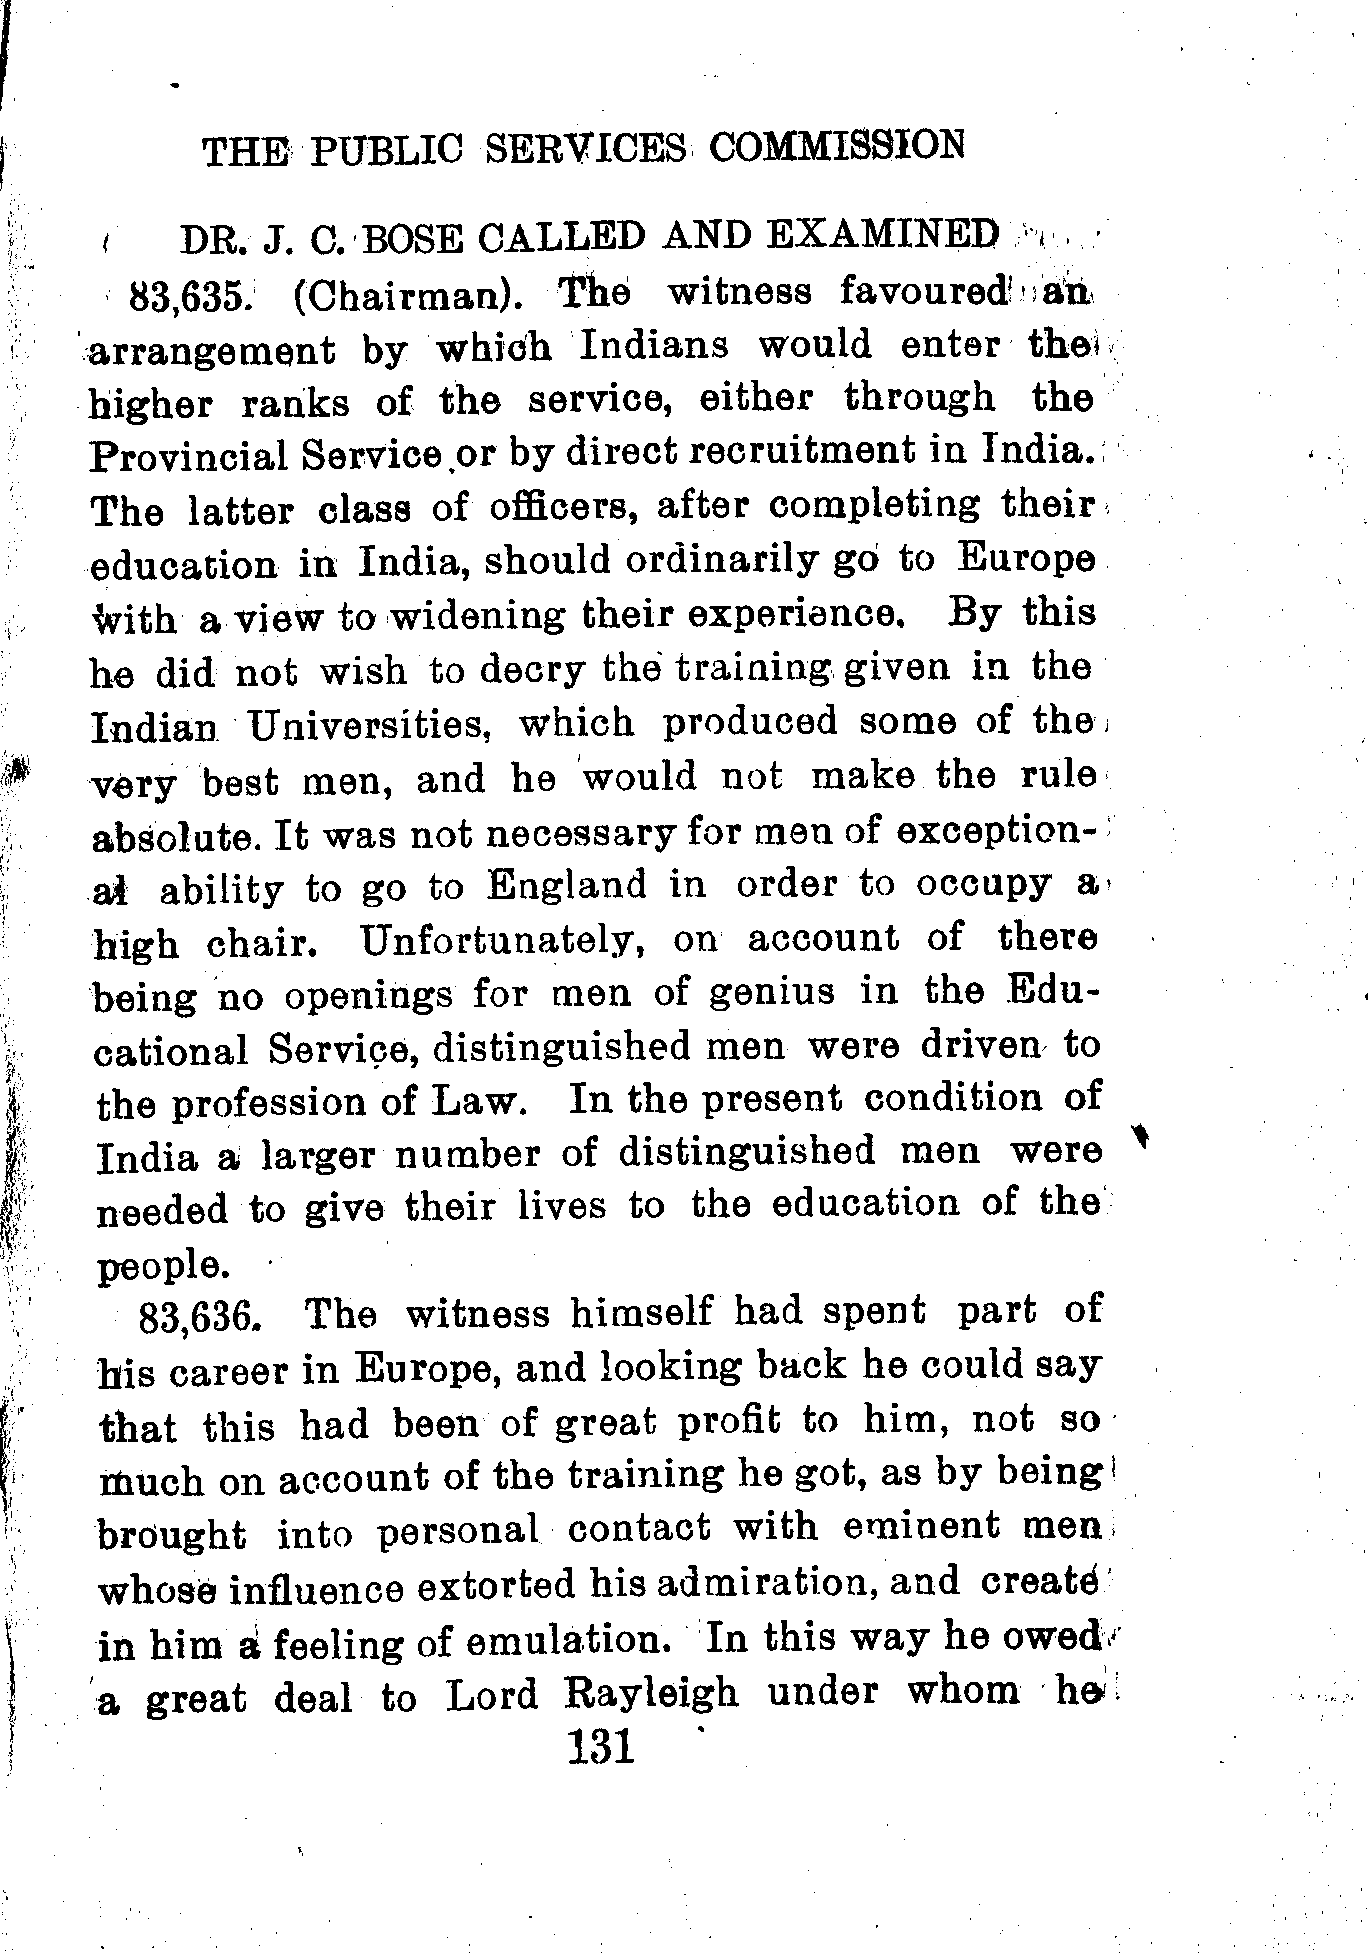 THE PUBLIC SERVICES COMMISSION
DR. J. C. BOSE CALLED AND EXAMINED
83,635. (Chairman). The witness favoured an
arrangement by which Indians would enter the
higher ranks of the service, either through the
Provincial Service or by direct recruitment in India.
The latter class of officers, after completing their
education in India, should ordinarily go to Europe
with a view to widening their experience. By this
he did not wish to decry the training given in the
Indian Universities, which produced some of the
very best men, and he would not make the rule
absolute. It was not necessary for men of exception-
al ability to go to England in order to occupy a
high chair. Unfortunately, on account of there
being no openings for men of genius in the Edu-
cational Service, distinguished men were driven to
the profession of Law. In the present condition of
India a larger number of distinguished men were
needed to give their lives to the education of the
people.
83,636. The witness himself had spent part of
his career in Europe, and looking back he could say
that this had been of great profit to him, not so
much on account of the training he got, as by being
brought into personal contact with eminent men
whose influence extorted his admiration, and create
in him a feeling of emulation. In this way he owed
a great deal to Lord Rayleigh under whom he
131